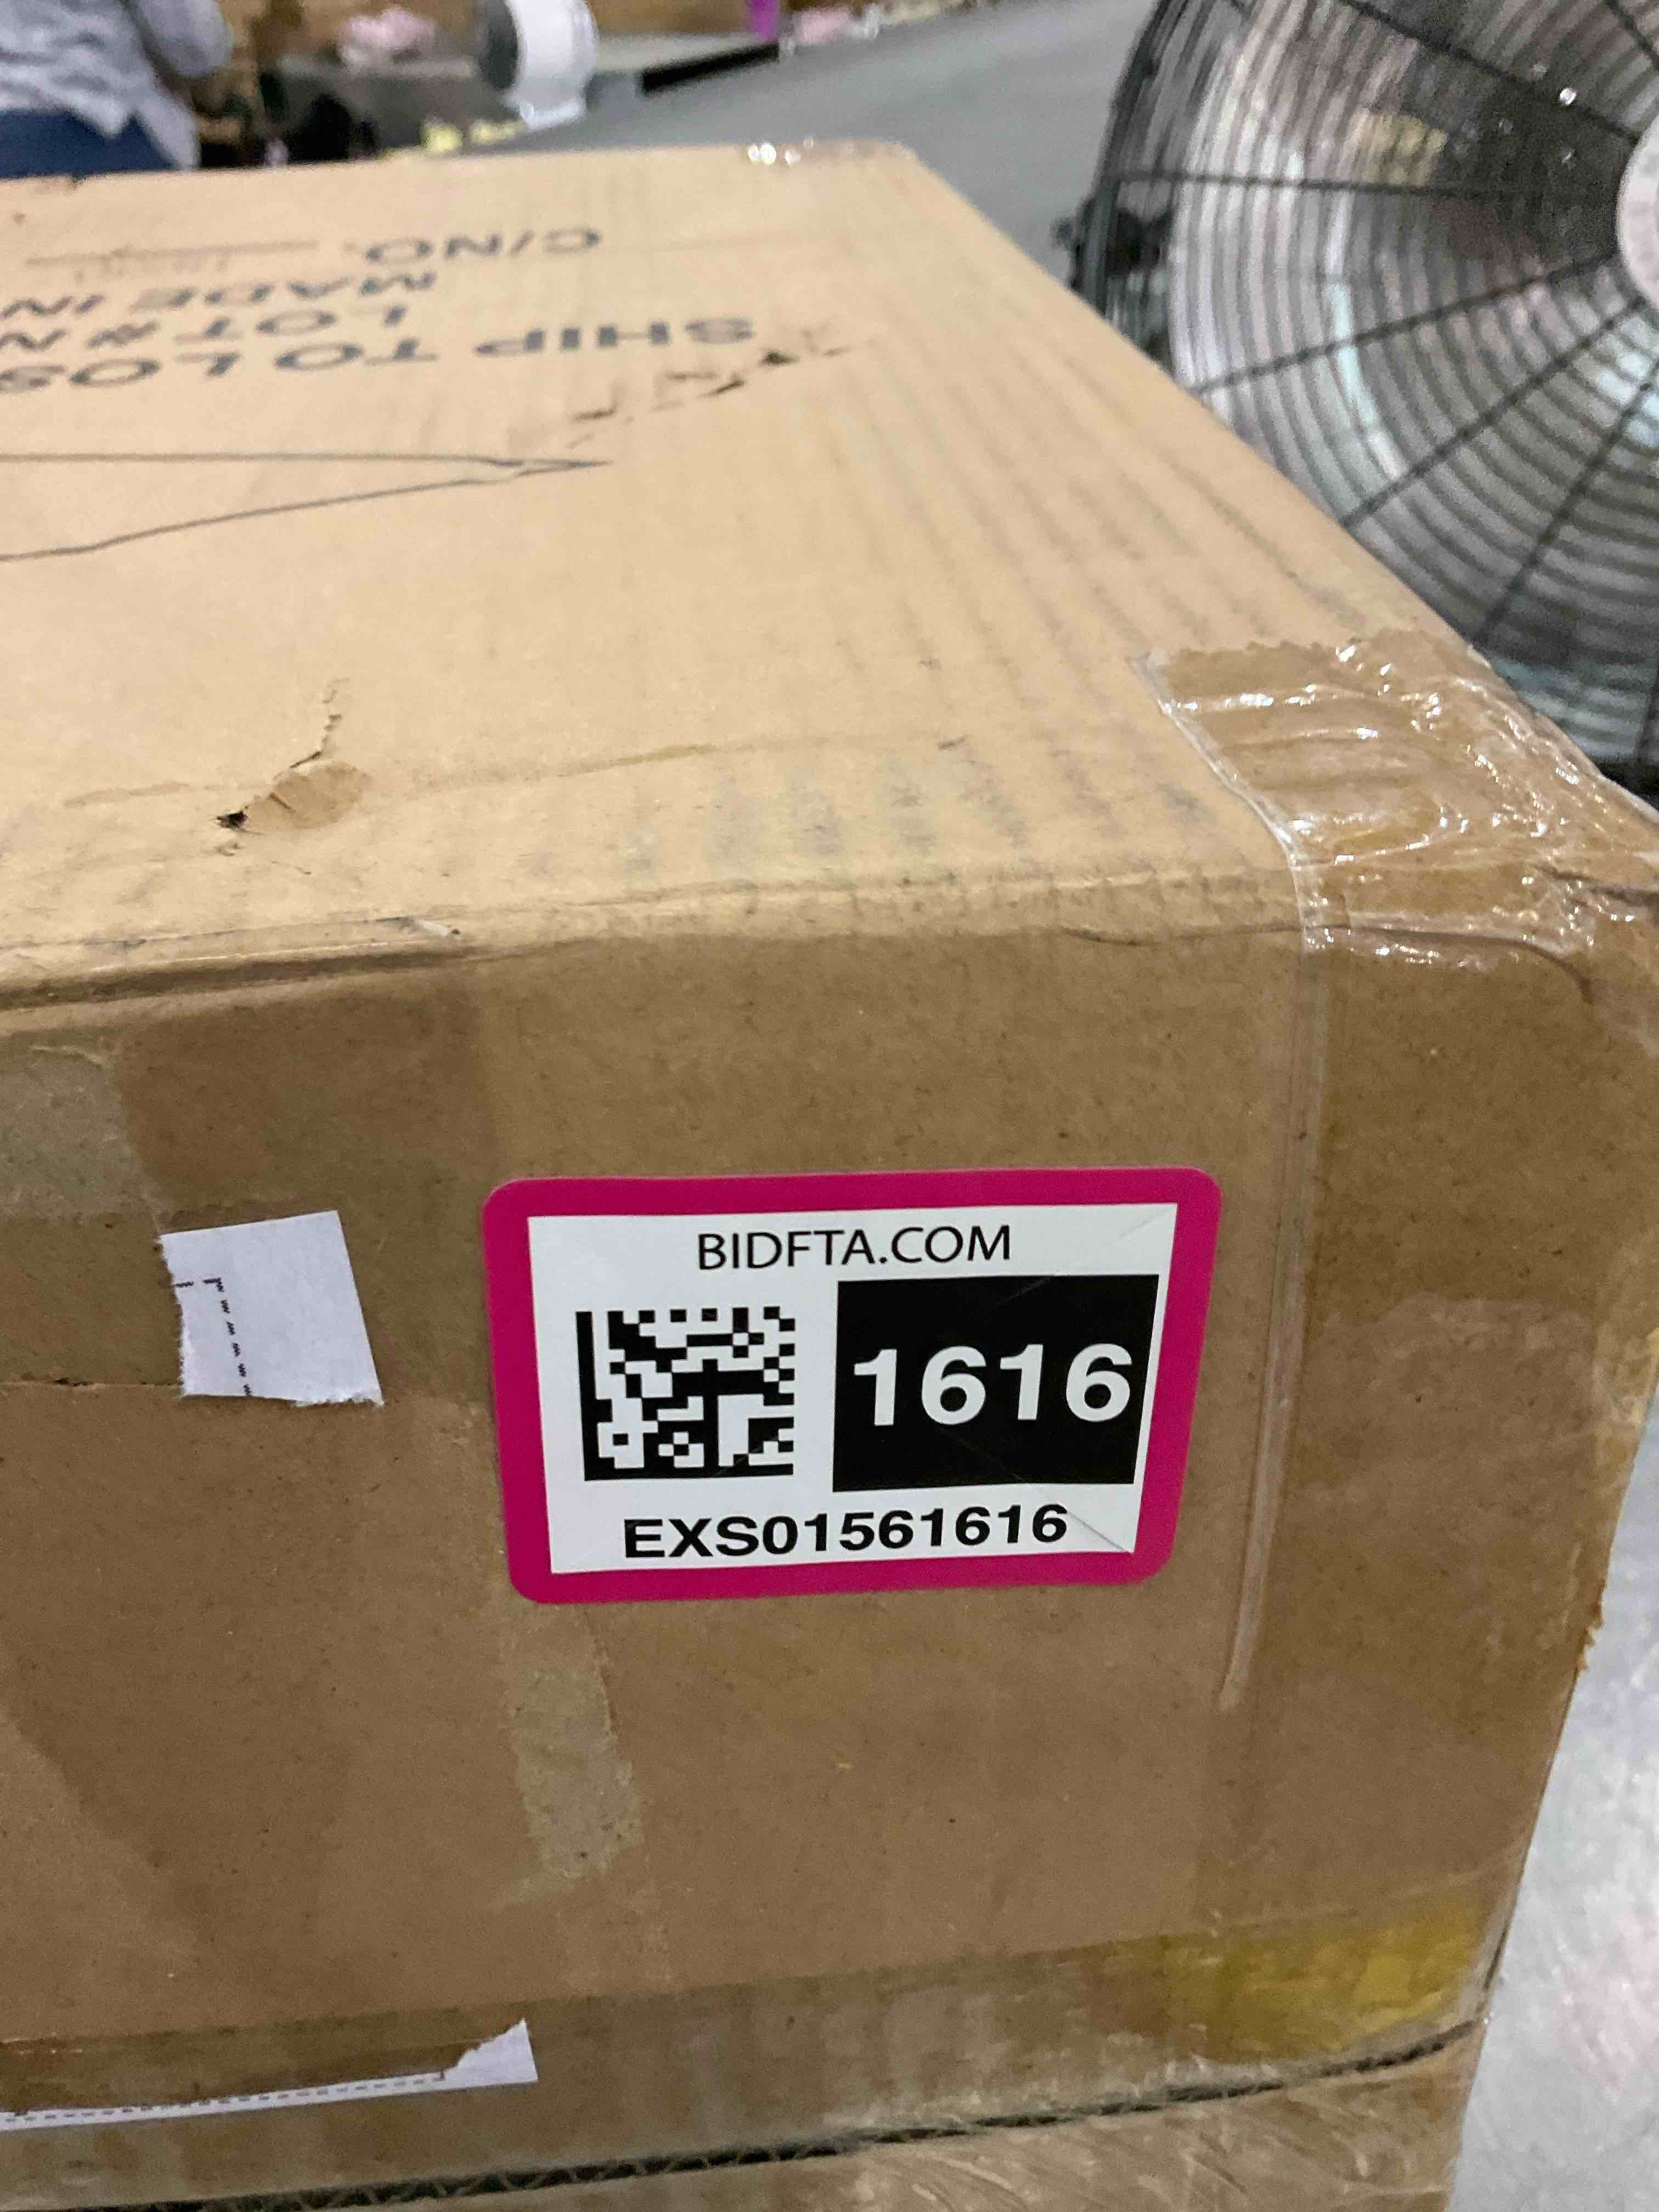 C/NO.
MADE IN
LOT#N
SHIP TO LOS
BIDFTA.COM
1616
EXS01561616